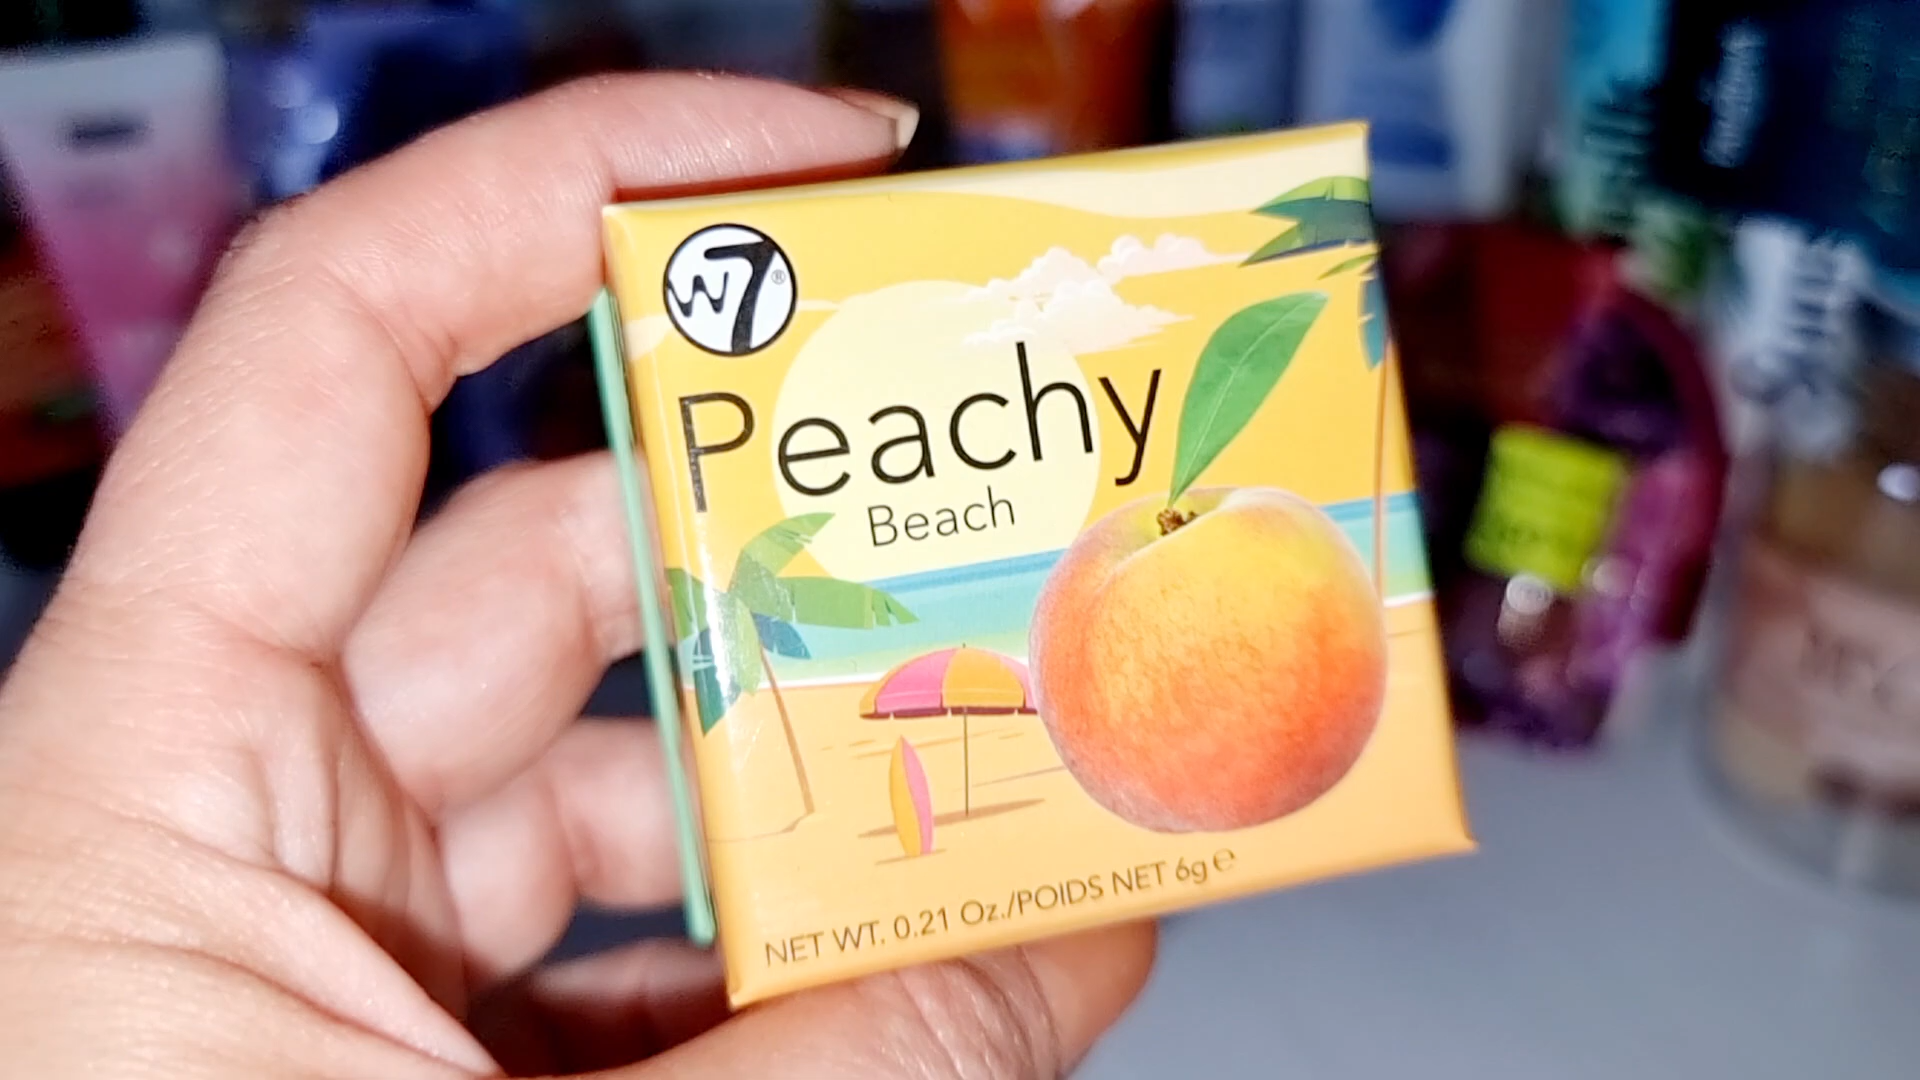 W7®
Peachy
Beach
NET WT. 0.21 Oz./POIDS NET 6g ℮